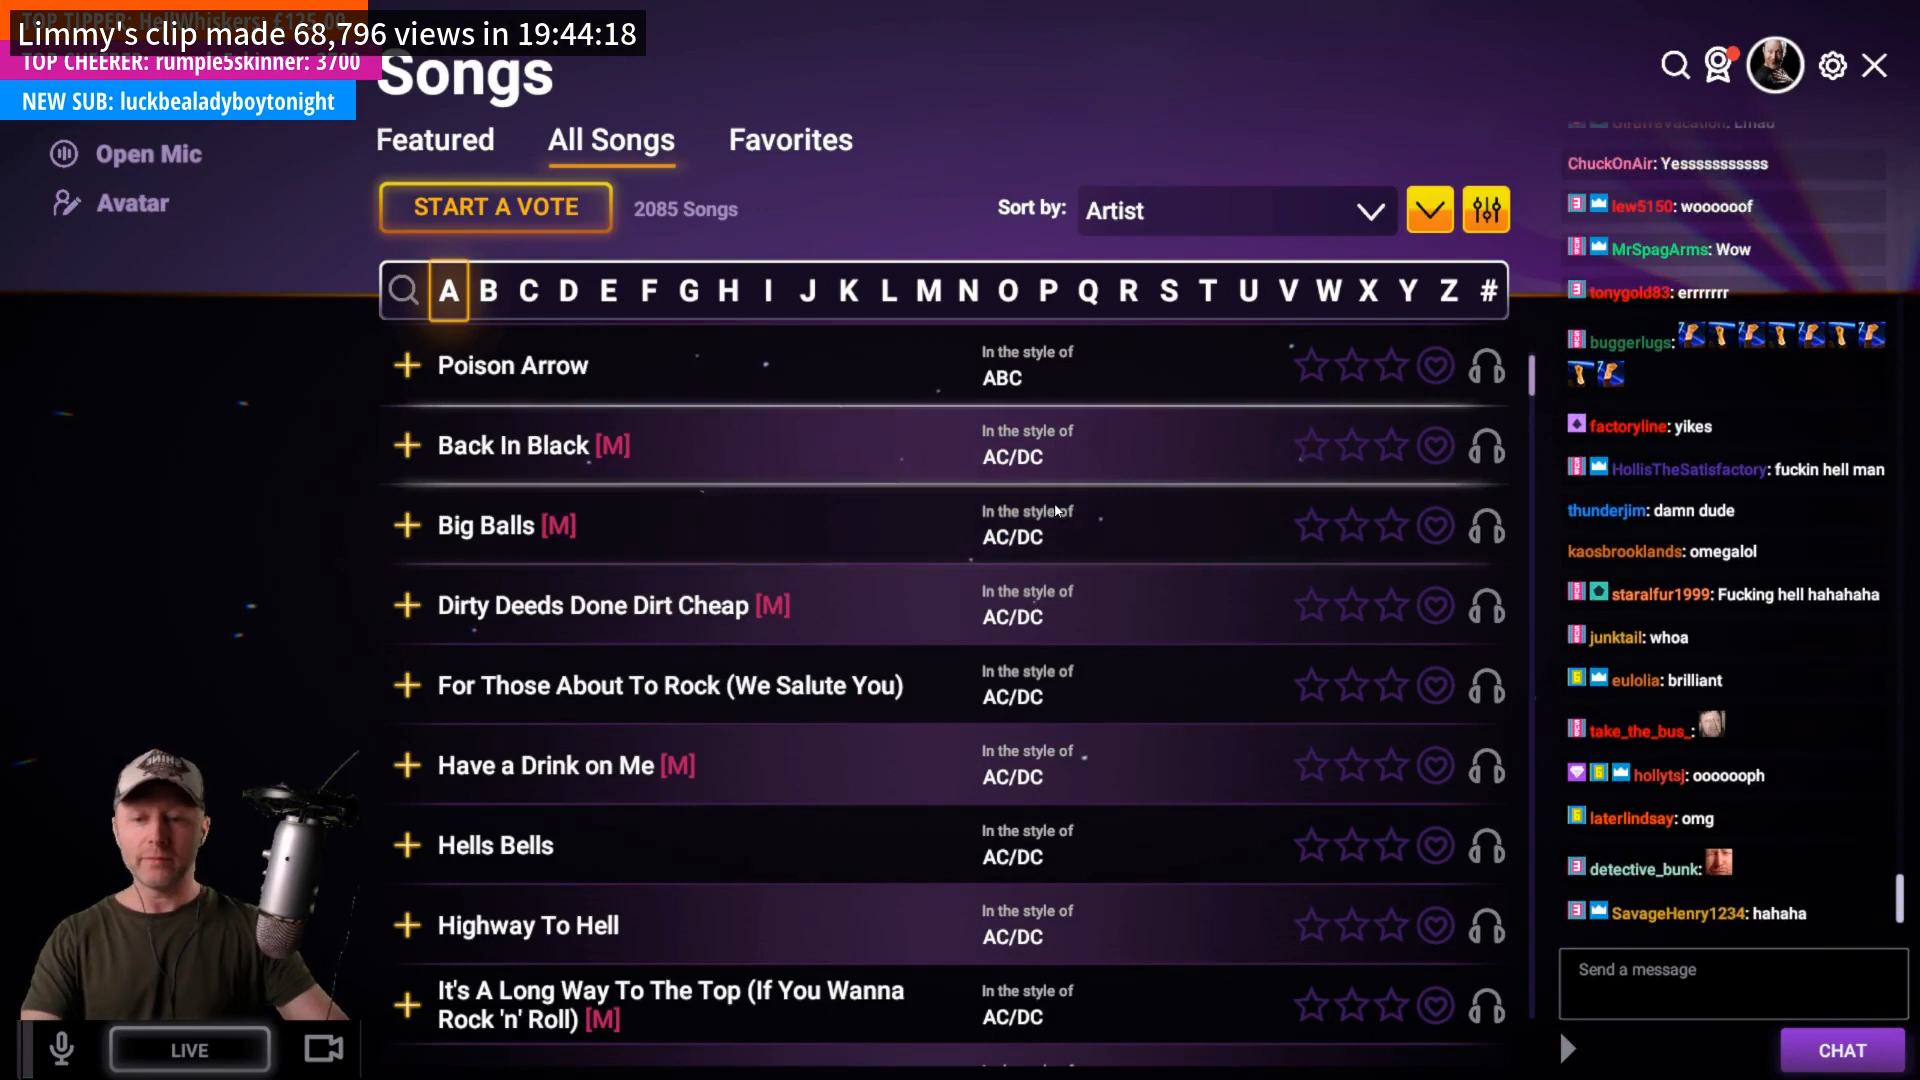 TOP TIPPER: HellWhiskers: £125.00
Limmy's clip made 68,796 views in 19:44:18
TOP CHEERER: rumple5skinner: 3700
NEW SUB: luckbealadyboytonight
Open Mic
Avatar
Songs
Featured All Songs Favorites
START A VOTE 2085 Songs Sort by: Artist
A B C D E F G H I J K L M N O P Q R S T U V W X Y Z #
Poison Arrow
In the style of
ABC
Back In Black [M]
In the style of
AC/DC
Big Balls [M]
In the style of
AC/DC
Dirty Deeds Done Dirt Cheap [M]
In the style of
AC/DC
For Those About To Rock (We Salute You)
In the style of
AC/DC
Have a Drink on Me [M]
In the style of
AC/DC
Hells Bells
In the style of
AC/DC
Highway To Hell
In the style of
AC/DC
It's A Long Way To The Top (If You Wanna
Rock 'n' Roll) [M]
In the style of
AC/DC
LIVE
ChuckOnAir: Yesssssssssss
lew5150: woooooof
MrSpagArms: Wow
tonygold83: errrrrrr
buggerlugs:
factoryline: yikes
HollisTheSatisfactory: fuckin hell man
thunderjim: damn dude
kaosbrooklands: omegalol
staralfur1999: Fucking hell hahahaha
junktail: whoa
eulolia: brilliant
take_the_bus_:
hollytsj: ooooooph
laterlindsay: omg
detective_bunk:
SavageHenry1234: hahaha
Send a message
CHAT